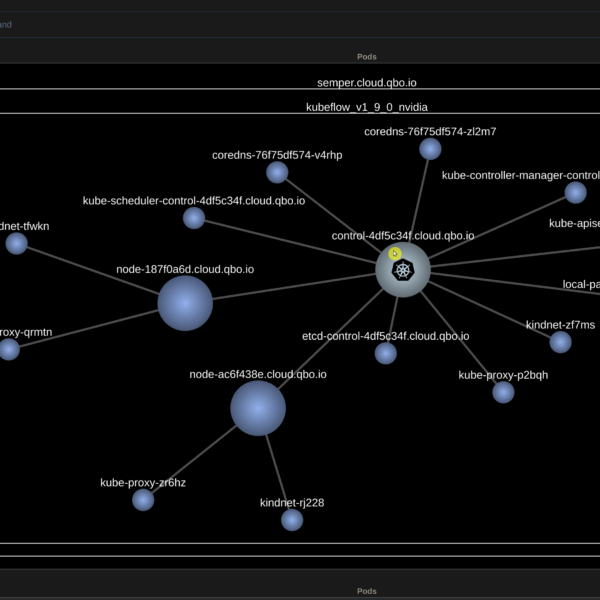 and
Pods
semper.cloud.qbo.io
kubeflow_v1_9_0_nvidia
coredns-76f75df574-zl2m7
coredns-76f75df574-v4rhp
kube-controller-manager-control
kube-scheduler-control-4df5c34f.cloud.qbo.io
dnet-tfwkn
kube-apise
control-4df5c34f.cloud.qbo.io
node-187f0a6d.cloud.qbo.io
local-pa
kindnet-zf7ms
roxy-qrmtn
etcd-control-4df5c34f.cloud.qbo.io
node-ac6f438e.cloud.qbo.io
kube-proxy-p2bqh
kube-proxy-zr6hz
kindnet-rj228
Pods